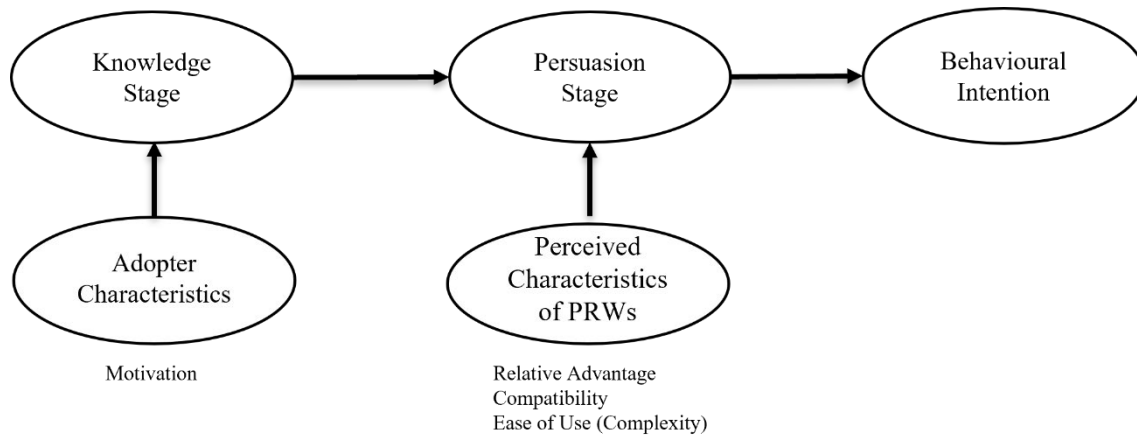 Knowledge
Stage
Persuasion
Stage
Behavioural
Intention
Adopter
Characteristics
Perceived
Characteristics
of PRWs
Motivation
Relative Advantage
Compatibility
Ease of Use (Complexity)